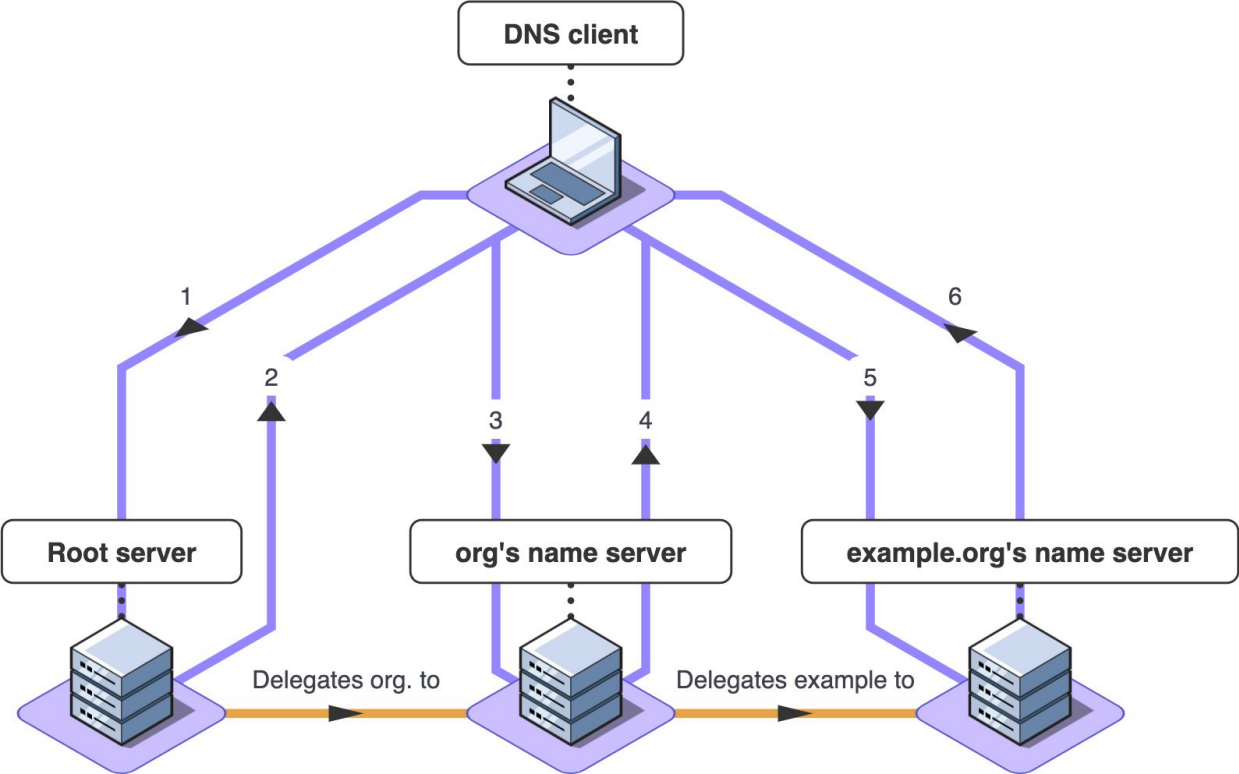 DNS client
1
6
2
5
3
4
Root server
org's name server
example.org's name server
Delegates org. to
Delegates example to